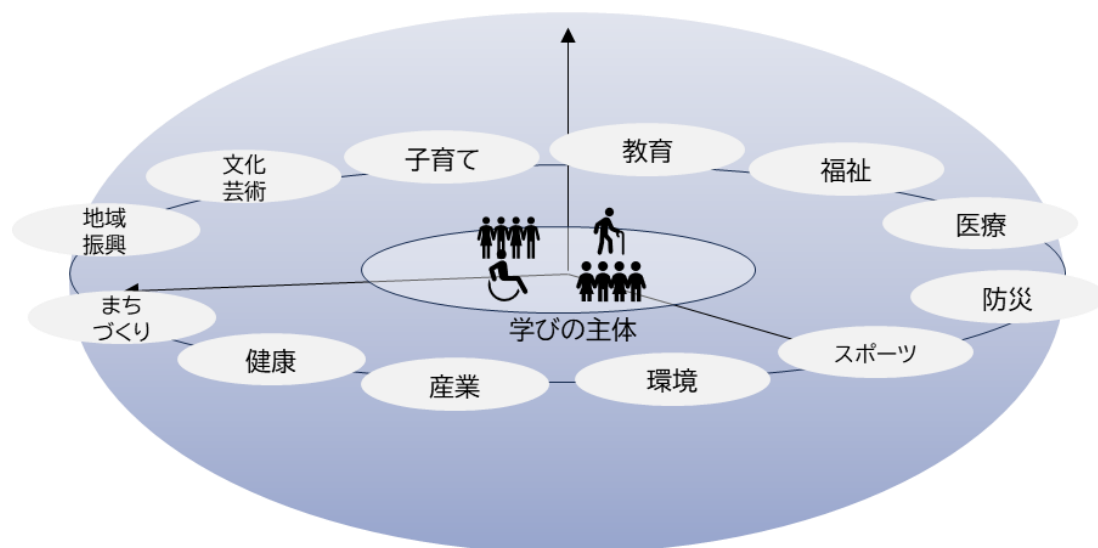 子育て
教育
文化
芸術
福祉
地域
振興
医療
防災
まち
づくり
学びの主体
スポーツ
健康
産業
環境